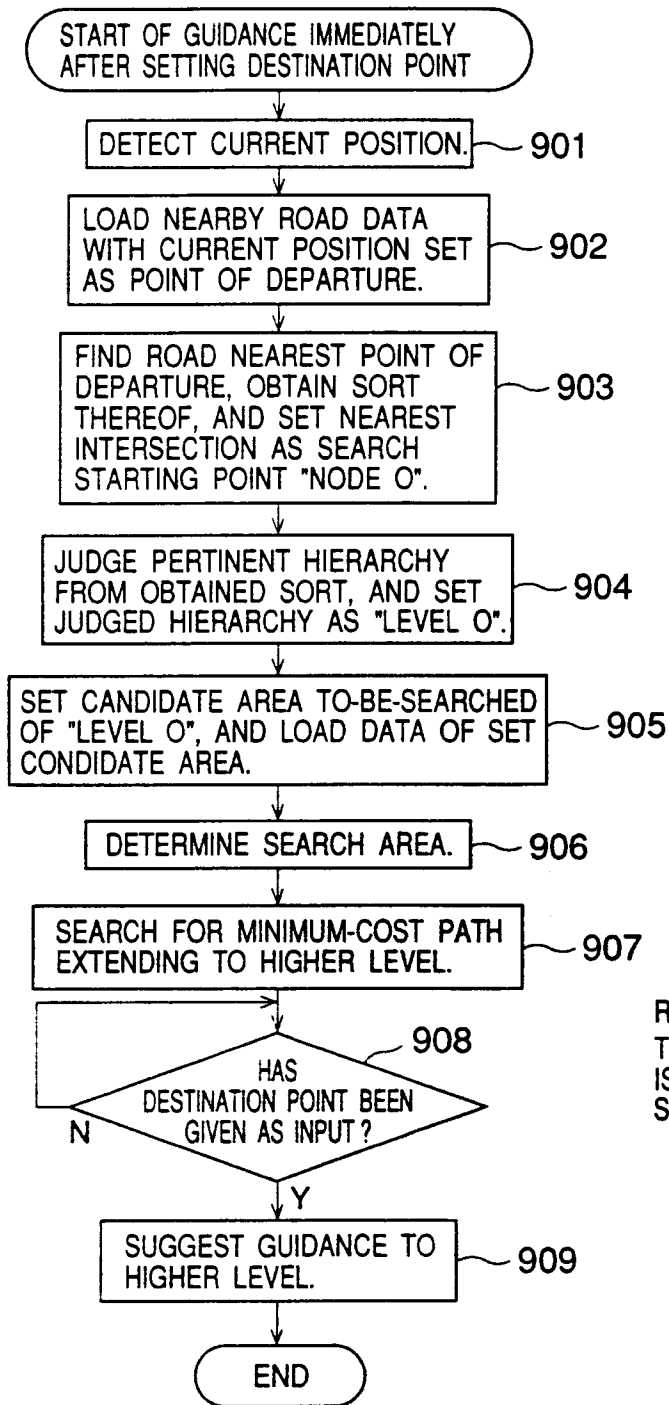 START OF GUIDANCE IMMEDIATELY
AFTER SETTING DESTINATION POINT
DETECT CURRENT POSITION.
901
LOAD NEARBY ROAD DATA
WITH CURRENT POSITION SET
AS POINT OF DEPARTURE.
902
FIND ROAD NEAREST POINT OF
DEPARTURE, OBTAIN SORT
THEREOF, AND SET NEAREST
INTERSECTION AS SEARCH
STARTING POINT "NODE O".
903
JUDGE PERTINENT HIERARCHY
FROM OBTAINED SORT, AND SET
JUDGED HIERARCHY AS "LEVEL O".
904
SET CANDIDATE AREA TO-BE-SEARCHED
OF "LEVEL O", AND LOAD DATA OF SET
CONDIDATE AREA.
905
DETERMINE SEARCH AREA.
906
SEARCH FOR MINIMUM-COST PATH
EXTENDING TO HIGHER LEVEL.
907
908
HAS
DESTINATION POINT BEEN
GIVEN AS INPUT ?
N
Y
SUGGEST GUIDANCE TO
HIGHER LEVEL.
909
END